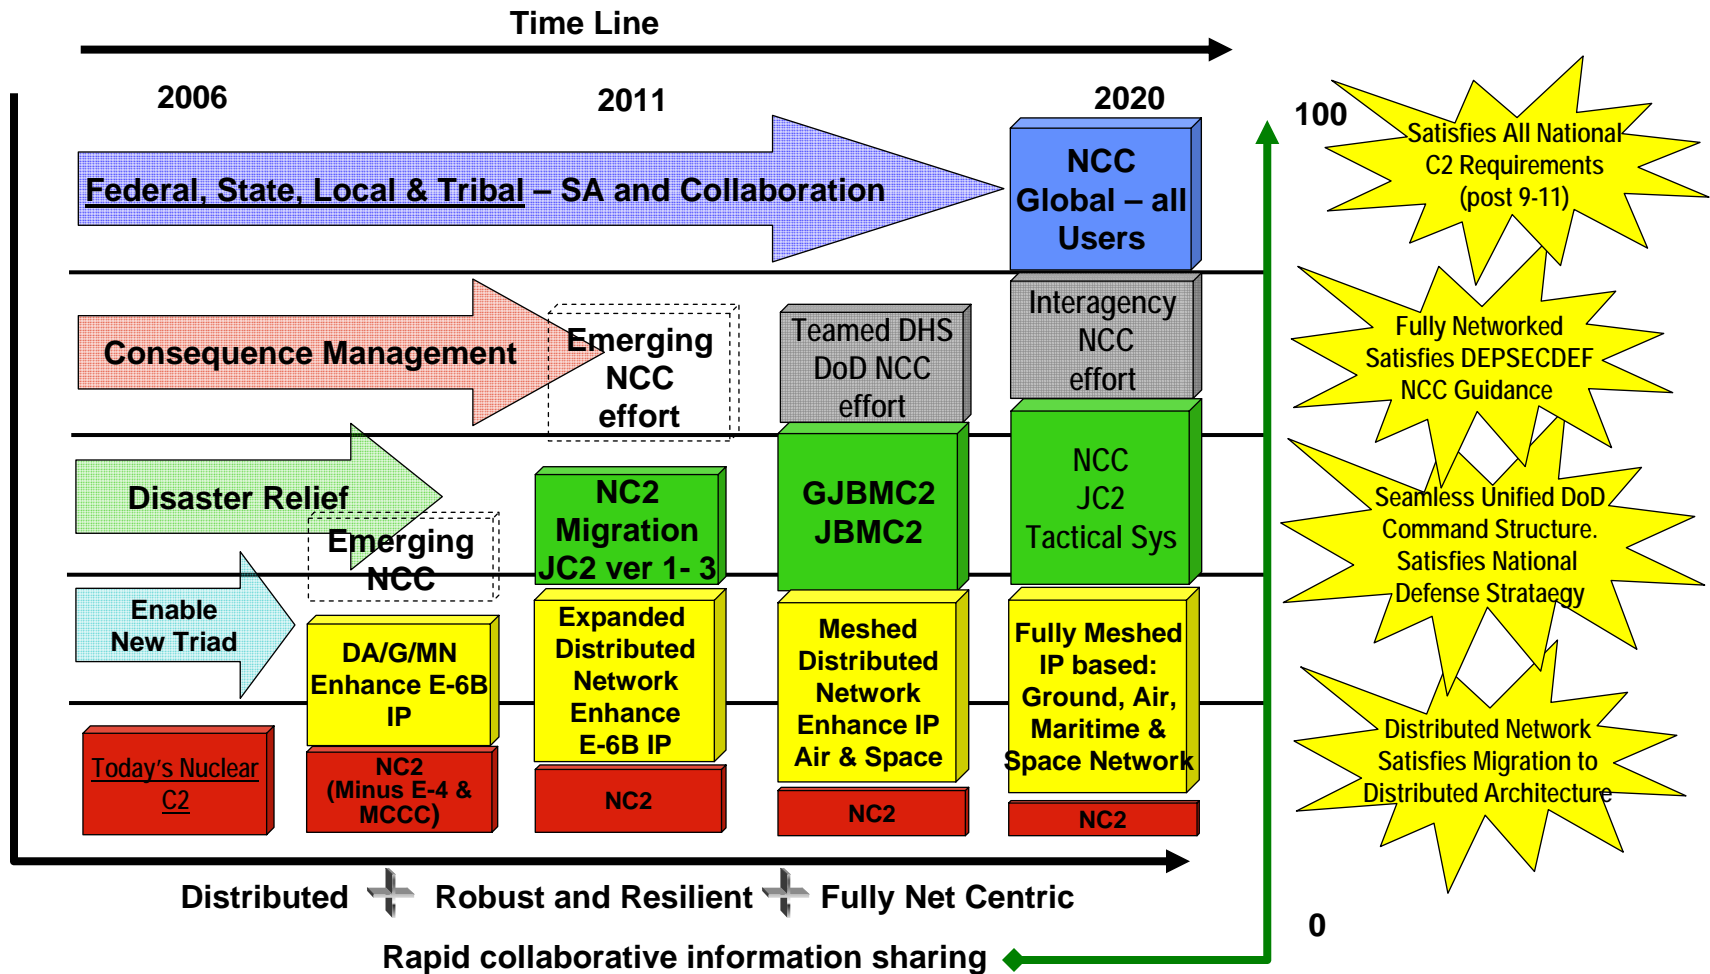 Time Line
2006
2011
2020
100
Federal, State, Local & Tribal – SA and Collaboration
NCC
Global – all
Users
Satisfies All National
C2 Requirements
(post 9-11)
Consequence Management
Emerging
NCC
effort
Teamed DHS
DoD NCC
effort
Interagency
NCC
effort
Fully Networked
Satisfies DEPSECDEF
NCC Guidance
Disaster Relief
Emerging
NCC
NC2
Migration
JC2 ver 1- 3
GJBMC2
JBMC2
NCC
JC2
Tactical Sys
Seamless Unified DoD
Command Structure.
Satisfies National
Defense Strataegy
Enable
New Triad
DA/G/MN
Enhance E-6B
IP
Expanded
Distributed
Network
Enhance
E-6B IP
Meshed
Distributed
Network
Enhance IP
Air & Space
Fully Meshed
IP based:
Ground, Air,
Maritime &
Space Network
Distributed Network
Satisfies Migration to
Distributed Architecture
Today's Nuclear
C2
NC2
(Minus E-4 &
MCCC)
NC2
NC2
NC2
Distributed
Robust and Resilient
Fully Net Centric
0
Rapid collaborative information sharing